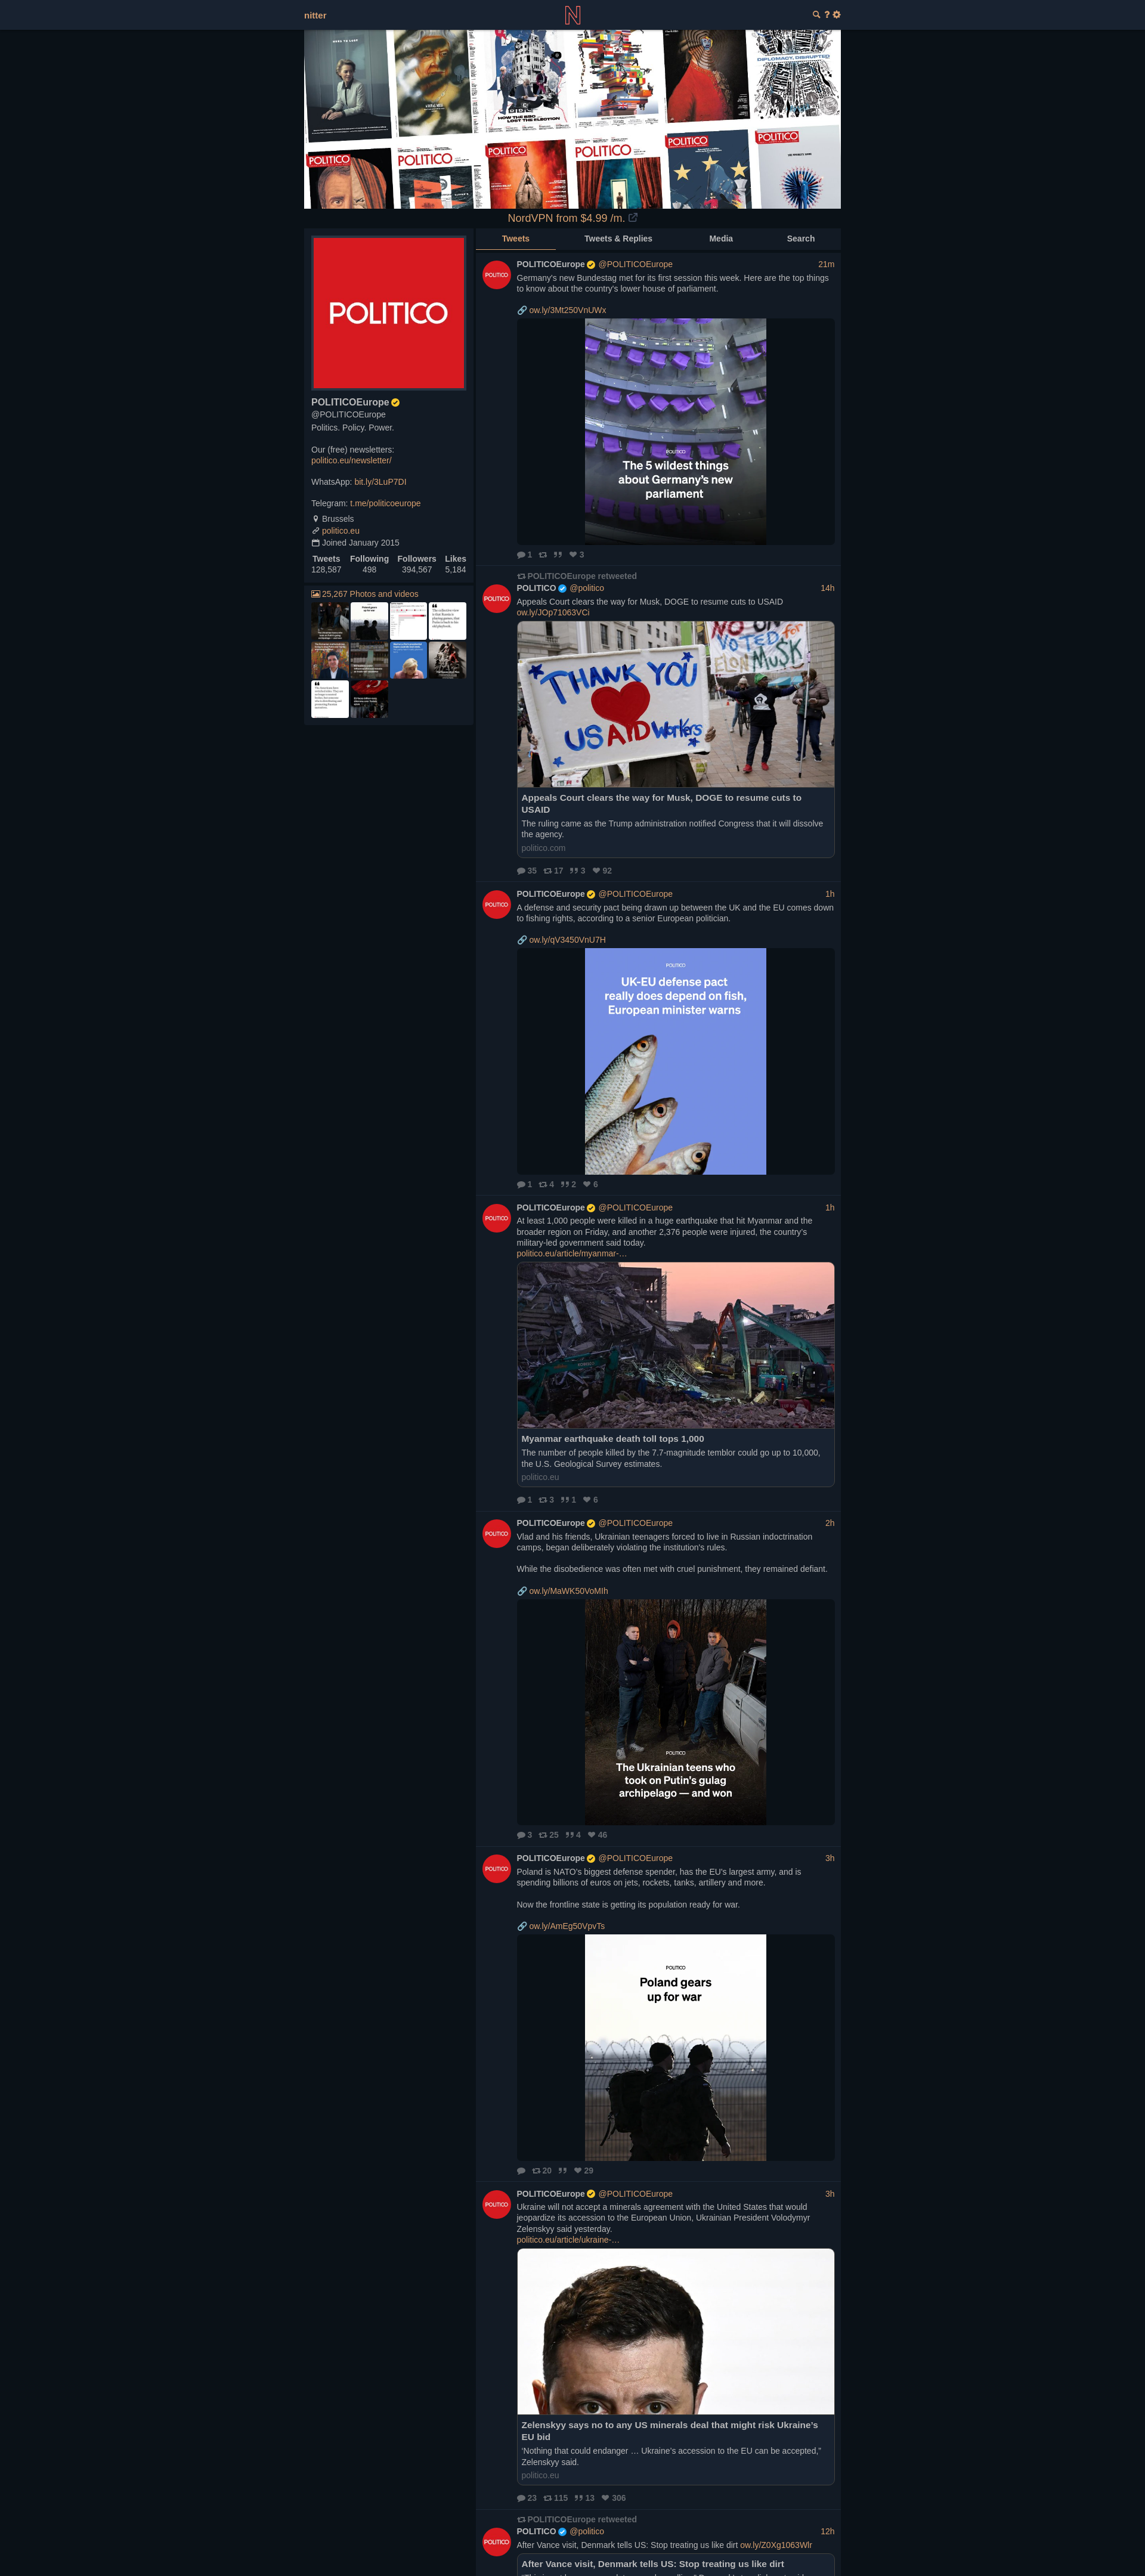 nitter
N
?
HOW THE EPP
LOST THE ELECTION
DIPLOMACY, DISRUPTED
POLITICO
POLITICO
POLITICO
POLITICO
POLITICO
POLITICO
NordVPN from $4.99 /m.
Tweets
Tweets & Replies
Media
Search
POLITICO
POLITICOEurope
@POLITICOEurope
Politics. Policy. Power.
Our (free) newsletters:
politico.eu/newsletter/
WhatsApp: bit.ly/3LuP7DI
Telegram: t.me/politicoeurope
Brussels
politico.eu
Joined January 2015
Tweets Following Followers Likes
128,587 498 394,567 5,184
25,267 Photos and videos
POLITICO
POLITICOEurope @POLITICOEurope 21m
Germany's new Bundestag met for its first session this week. Here are the top things
to know about the country's lower house of parliament.
🔗 ow.ly/3Mt250VnUWx
POLITICO
The 5 wildest things
about Germany's new
parliament
1 3
POLITICOEurope retweeted
POLITICO
POLITICO @politico 14h
Appeals Court clears the way for Musk, DOGE to resume cuts to USAID
ow.ly/JOp71063VCi
THANK YOU
USAID workers
VOTED for
ELON MUSK
Appeals Court clears the way for Musk, DOGE to resume cuts to
USAID
The ruling came as the Trump administration notified Congress that it will dissolve
the agency.
politico.com
35 17 3 92
POLITICO
POLITICOEurope @POLITICOEurope 1h
A defense and security pact being drawn up between the UK and the EU comes down
to fishing rights, according to a senior European politician.
🔗 ow.ly/qV3450VnU7H
POLITICO
UK-EU defense pact
really does depend on fish,
European minister warns
1 4 2 6
POLITICO
POLITICOEurope @POLITICOEurope 1h
At least 1,000 people were killed in a huge earthquake that hit Myanmar and the
broader region on Friday, and another 2,376 people were injured, the country's
military-led government said today.
politico.eu/article/myanmar-…
Myanmar earthquake death toll tops 1,000
The number of people killed by the 7.7-magnitude temblor could go up to 10,000,
the U.S. Geological Survey estimates.
politico.eu
1 3 1 6
POLITICO
POLITICOEurope @POLITICOEurope 2h
Vlad and his friends, Ukrainian teenagers forced to live in Russian indoctrination
camps, began deliberately violating the institution's rules.
While the disobedience was often met with cruel punishment, they remained defiant.
🔗 ow.ly/MaWK50VoMIh
POLITICO
The Ukrainian teens who
took on Putin's gulag
archipelago — and won
3 25 4 46
POLITICO
POLITICOEurope @POLITICOEurope 3h
Poland is NATO's biggest defense spender, has the EU's largest army, and is
spending billions of euros on jets, rockets, tanks, artillery and more.
Now the frontline state is getting its population ready for war.
🔗 ow.ly/AmEg50VpvTs
POLITICO
Poland gears
up for war
20 29
POLITICO
POLITICOEurope @POLITICOEurope 3h
Ukraine will not accept a minerals agreement with the United States that would
jeopardize its accession to the European Union, Ukrainian President Volodymyr
Zelenskyy said yesterday.
politico.eu/article/ukraine-…
Zelenskyy says no to any US minerals deal that might risk Ukraine's
EU bid
'Nothing that could endanger … Ukraine's accession to the EU can be accepted,"
Zelenskyy said.
politico.eu
23 115 13 306
POLITICOEurope retweeted
POLITICO
POLITICO @politico 12h
After Vance visit, Denmark tells US: Stop treating us like dirt ow.ly/Z0Xg1063Wlr
After Vance visit, Denmark tells US: Stop treating us like dirt